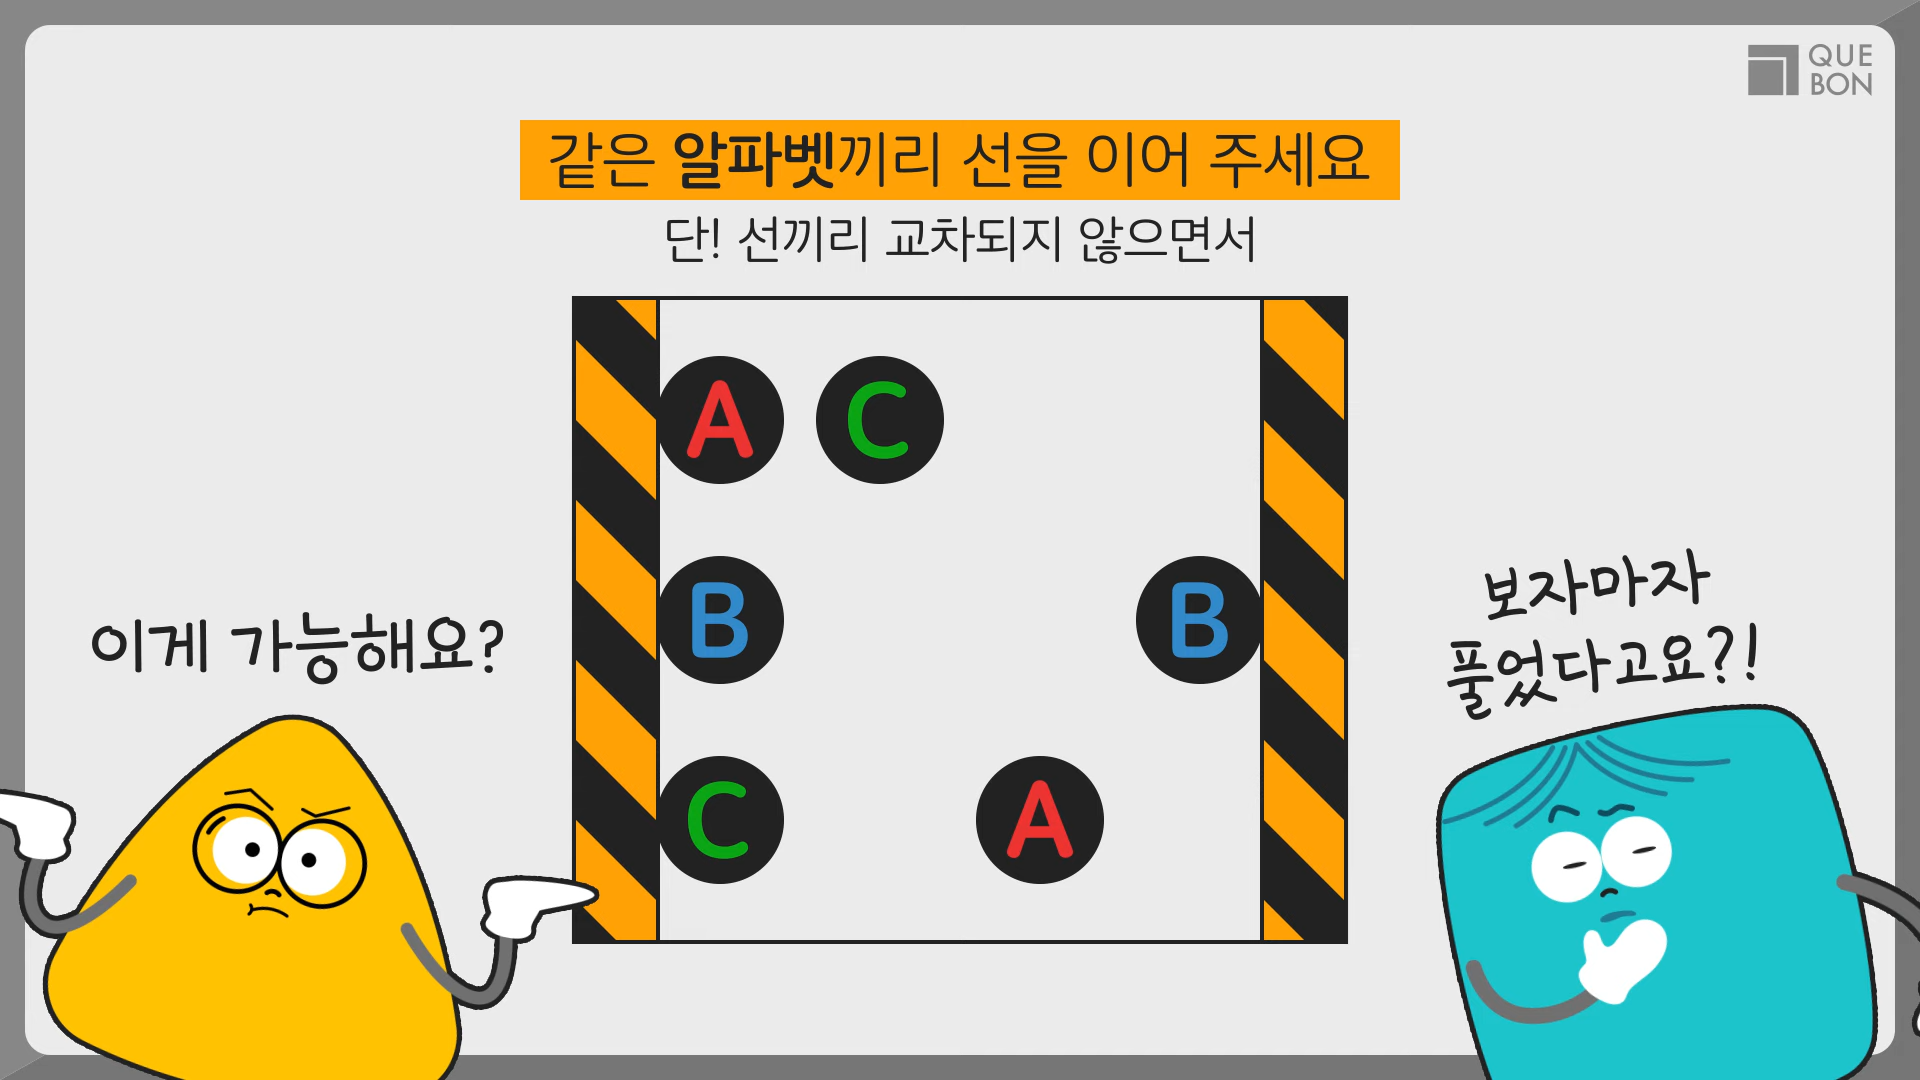 QUE
BON
같은 알파벳끼리 선을 이어 주세요
단! 선끼리 교차되지 않으면서
A C
B B
C A
이게 가능해요?
보자마자
풀었다고요?!